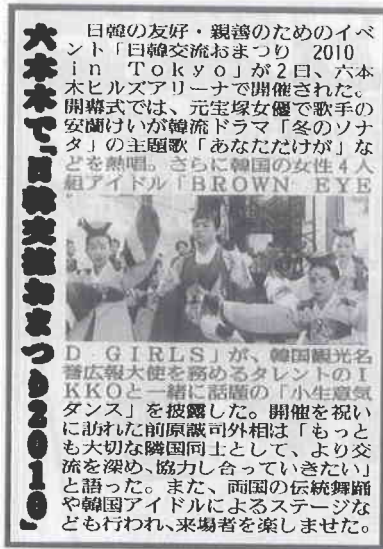 六本木で「日韓交流おまつり2010」
日韓の友好・親善のためのイベ
ント「日韓交流おまつり 2010
in Tokyo」が2日、六本
木ヒルズアリーナで開催された。
開幕式では、元宝塚女優で歌手の
安蘭けいが韓流ドラマ「冬のソナ
タ」の主題歌「あなただけが」な
どを熱唱。さらに韓国の女性4人
組アイドル「BROWN EYE
D GIRLS」が、韓国観光名
誉広報大使を務めるタレントのI
KKOと一緒に話題の「小生意気
ダンス」を披露した。開催を祝い
に訪れた前原誠司外相は「もっと
も大切な隣国同士として、より交
流を深め、協力し合っていきたい」
と語った。また、両国の伝統舞踊
や韓国アイドルによるステージな
ども行われ、来場者を楽しませた。